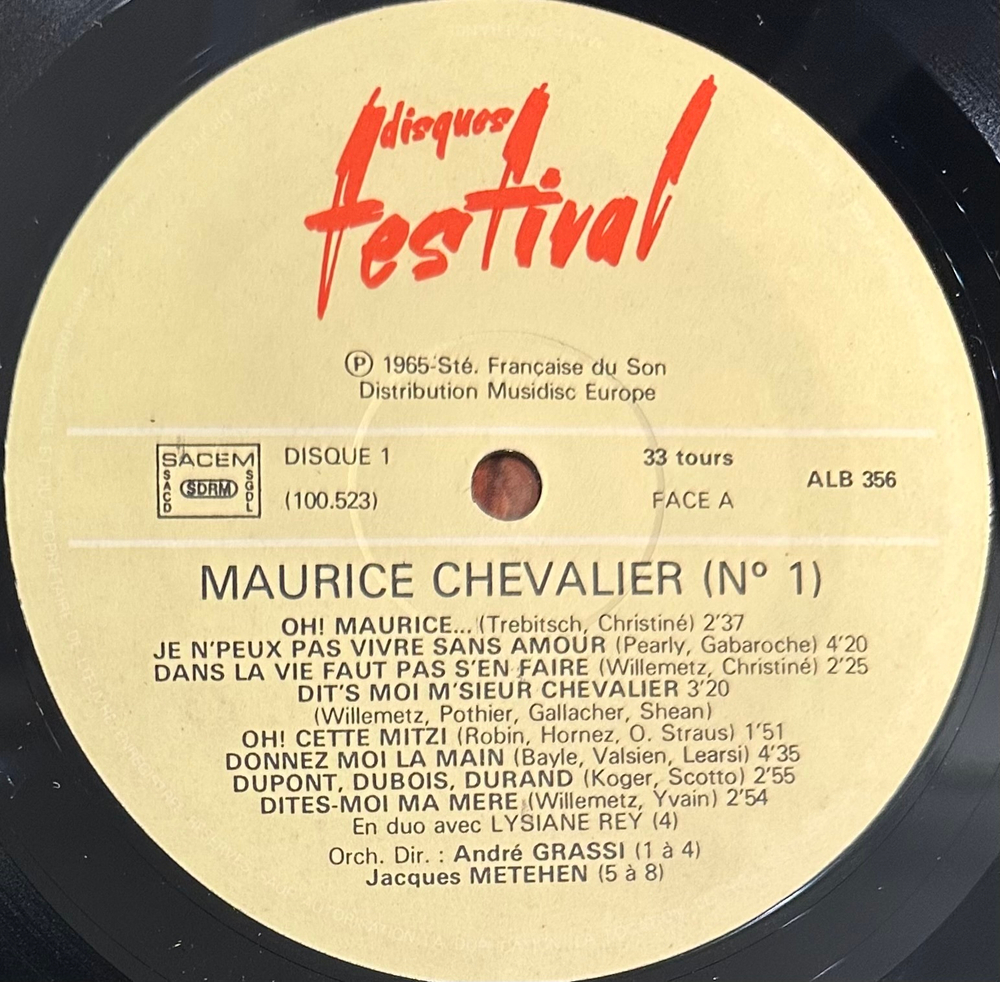 disques
festival
Ⓟ 1965-Sté. Française du Son
Distribution Musidisc Europe
SACEM
SACD
SDRM
SGDL
DISQUE 1
(100.523)
33 tours
FACE A
ALB 356
MAURICE CHEVALIER (Nº 1)
OH! MAURICE... (Trebitsch, Christiné) 2'37
JE N'PEUX PAS VIVRE SANS AMOUR (Pearly, Gabaroche) 4'20
DANS LA VIE FAUT PAS S'EN FAIRE (Willemetz, Christiné) 2'25
DIT'S MOI M'SIEUR CHEVALIER 3'20
(Willemetz, Pothier, Gallacher, Shean)
OH! CETTE MITZI (Robin, Hornez, O. Straus) 1'51
DONNEZ MOI LA MAIN (Bayle, Valsien, Learsi) 4'35
DUPONT, DUBOIS, DURAND (Koger, Scotto) 2'55
DITES-MOI MA MERE (Willemetz, Yvain) 2'54
En duo avec LYSIANE REY (4)
Orch. Dir. : André GRASSI (1 à 4)
Jacques METEHEN (5 à 8)